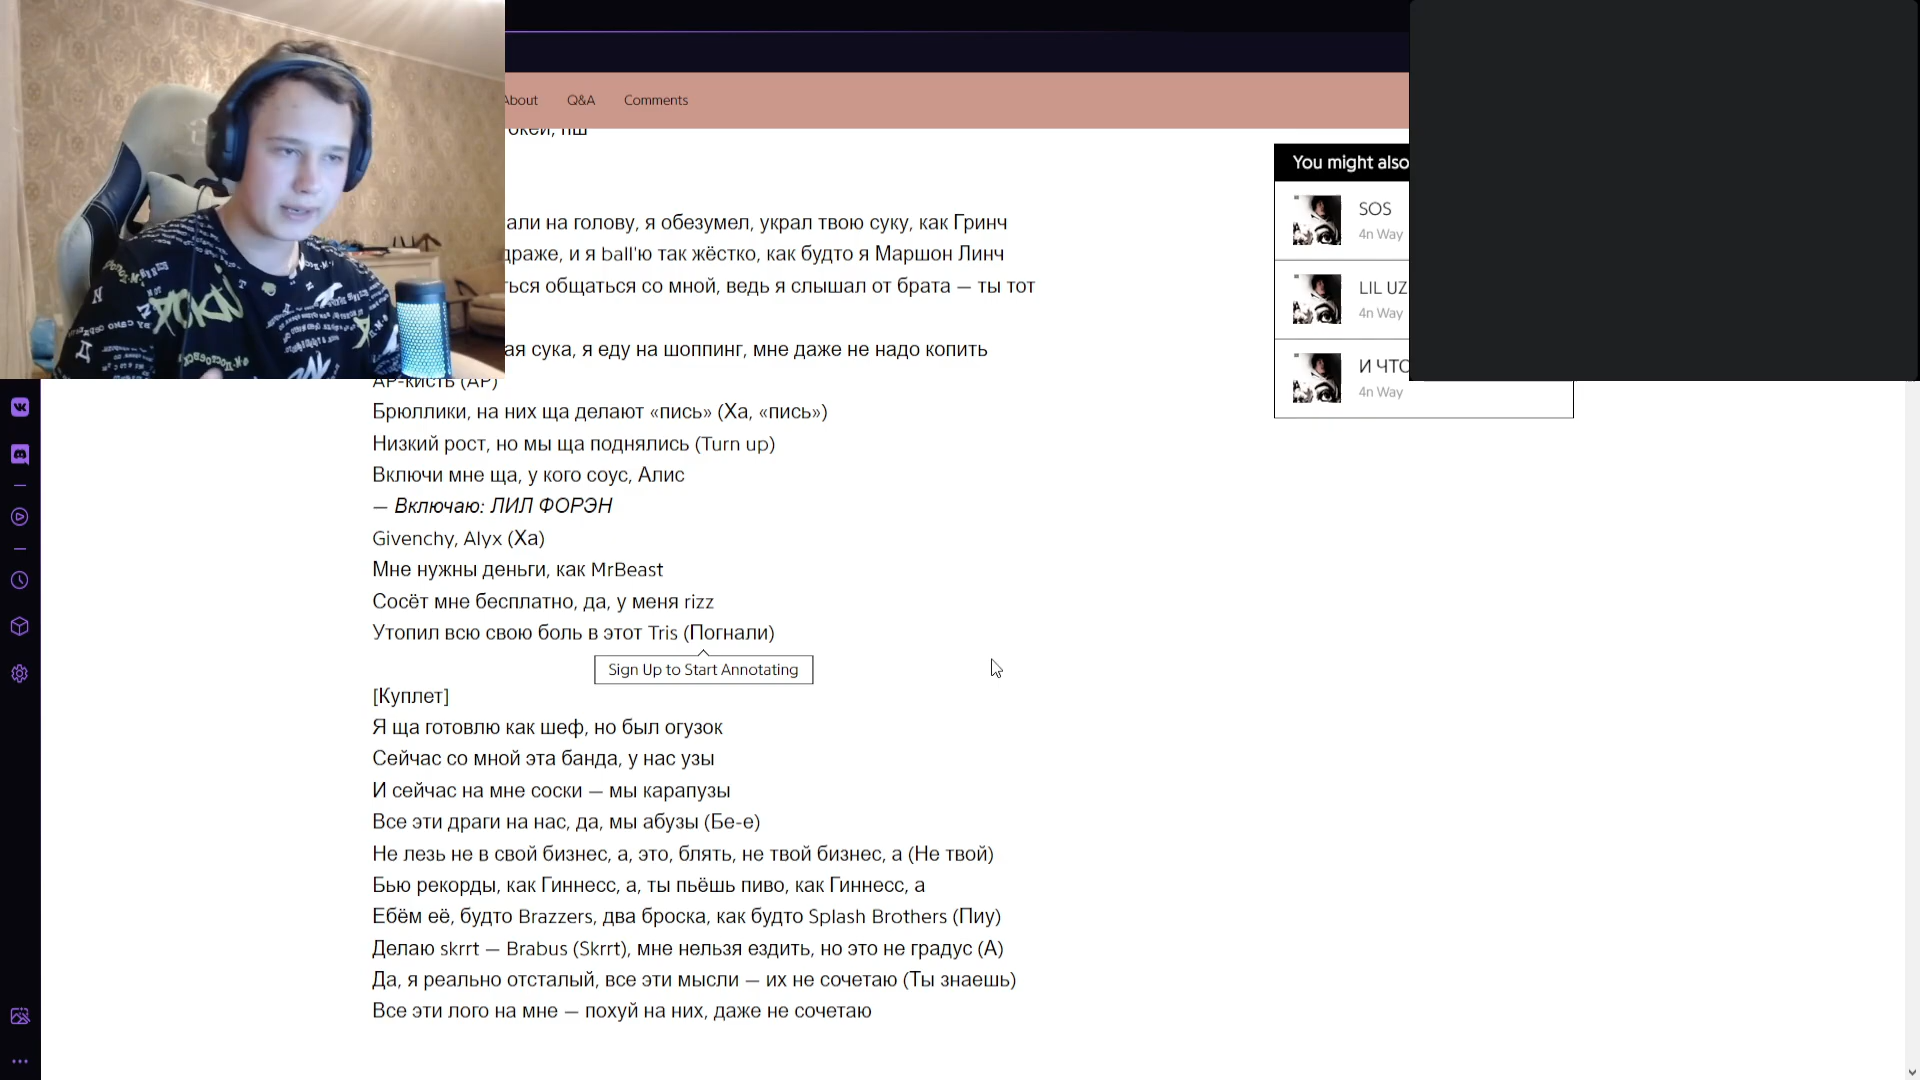 About
Q&A
Comments
окей, пш
али на голову, я обезумел, украл твою суку, как Гринч
драже, и я ball'ю так жёстко, как будто я Маршон Линч
ться общаться со мной, ведь я слышал от брата — ты тот
ая сука, я еду на шоппинг, мне даже не надо копить
АР-кисть (АР)
Брюллики, на них ща делают «пись» (Ха, «пись»)
Низкий рост, но мы ща поднялись (Turn up)
Включи мне ща, у кого соус, Алис
— Включаю: ЛИЛ ФОРЭН
Givenchy, Alyx (Ха)
Мне нужны деньги, как MrBeast
Сосёт мне бесплатно, да, у меня rizz
Утопил всю свою боль в этот Tris (Погнали)
Sign Up to Start Annotating
[Куплет]
Я ща готовлю как шеф, но был огузок
Сейчас со мной эта банда, у нас узы
И сейчас на мне соски — мы карапузы
Все эти драги на нас, да, мы абузы (Бе-е)
Не лезь не в свой бизнес, а, это, блять, не твой бизнес, а (Не твой)
Бью рекорды, как Гиннесс, а, ты пьёшь пиво, как Гиннесс, а
Ебём её, будто Brazzers, два броска, как будто Splash Brothers (Пиу)
Делаю skrrt — Brabus (Skrrt), мне нельзя ездить, но это не градус (А)
Да, я реально отсталый, все эти мысли — их не сочетаю (Ты знаешь)
Все эти лого на мне — похуй на них, даже не сочетаю
You might also
SOS
4n Way
LIL UZ
4n Way
И ЧТО
4n Way